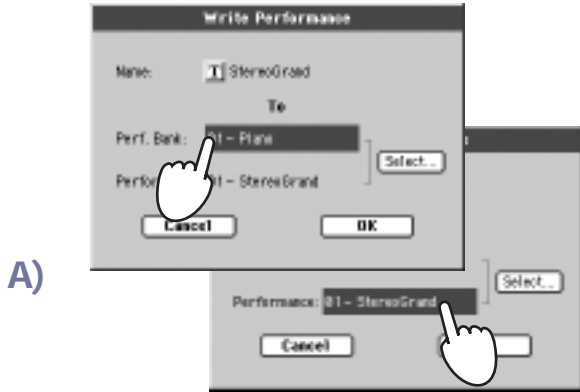 Write Performance
Name: T StereoGrand
To
Perf. Bank: 01 - Piano
Select...
01 - StereoGrand
Cancel OK
A)
Select...
Performance: 01 - StereoGrand
Cancel